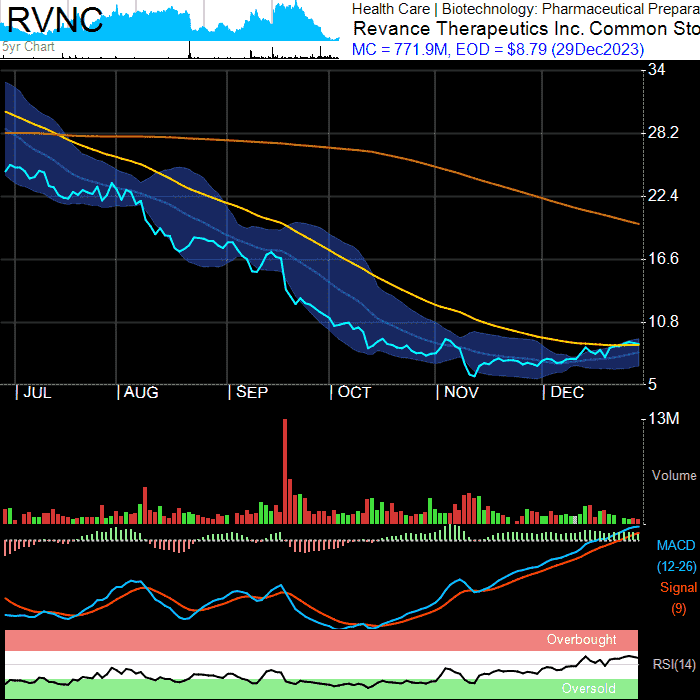 RVNC
5yr Chart
Health Care | Biotechnology: Pharmaceutical Prepara
Revance Therapeutics Inc. Common Sto
MC = 771.9M, EOD = $8.79 (29Dec2023)
34
28.2
22.4
16.6
10.8
5
| JUL | AUG | SEP | OCT | NOV | DEC
13M
Volume
MACD
(12-26)
Signal
(9)
Overbought
RSI(14)
Oversold